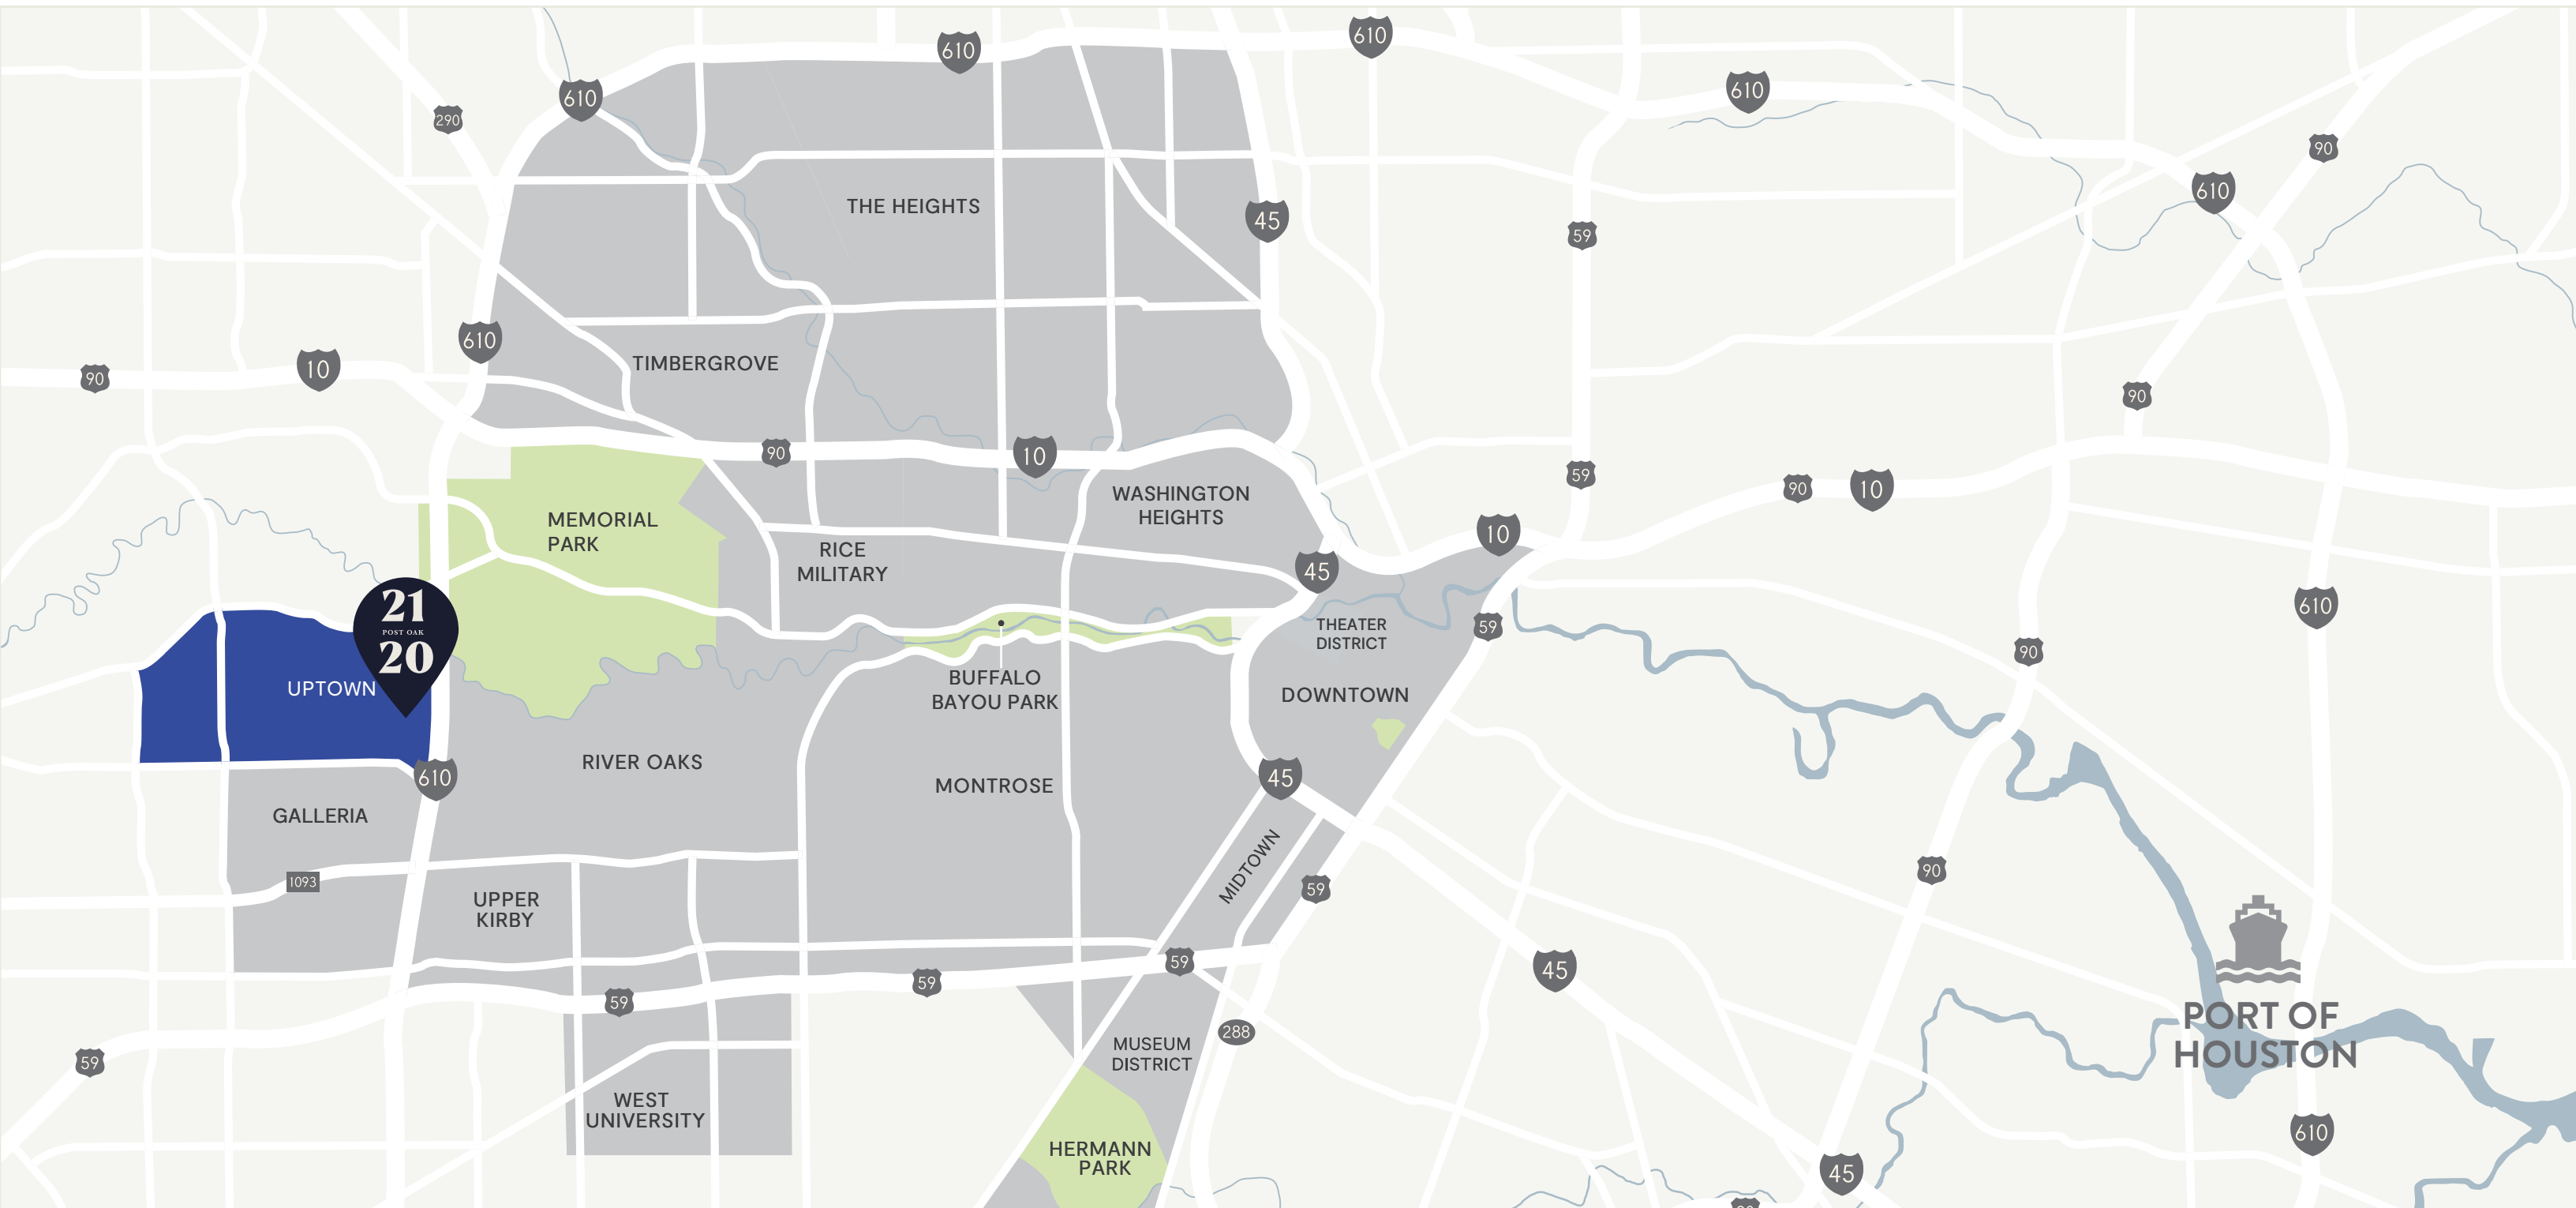 610
610
610
610
290
90
610
THE HEIGHTS
45
59
610
10
90
TIMBERGROVE
90
90
10
59
90
10
WASHINGTON
HEIGHTS
MEMORIAL
PARK
10
RICE
MILITARY
45
21
POST OAK
20
610
THEATER
DISTRICT
59
90
UPTOWN
BUFFALO
BAYOU PARK
DOWNTOWN
RIVER OAKS
610
MONTROSE
45
GALLERIA
MIDTOWN
1093
59
90
UPPER
KIRBY
59
45
59
59
PORT OF
HOUSTON
288
MUSEUM
DISTRICT
59
WEST
UNIVERSITY
610
HERMANN
PARK
45